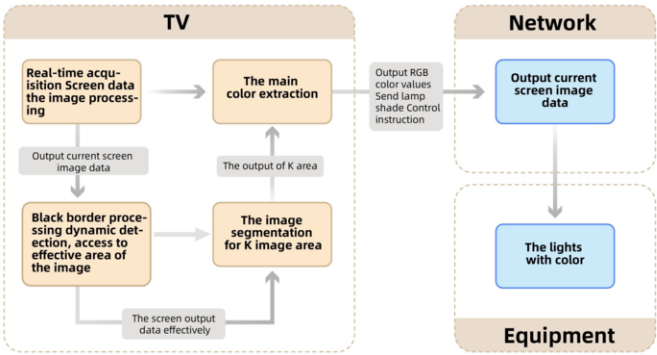 TV
Real-time acqu-
isition Screen data
the image process-
ing
The main
color extraction
Output RGB
color values
Send lamp
shade Control
instruction
Output current screen
image data
The output of K area
Black border proce-
ssing dynamic det-
ection, access to
effective area of
the image
The image
segmentation
for K image area
The screen output
data effectively
Network
Output current
screen image
data
The lights
with color
Equipment